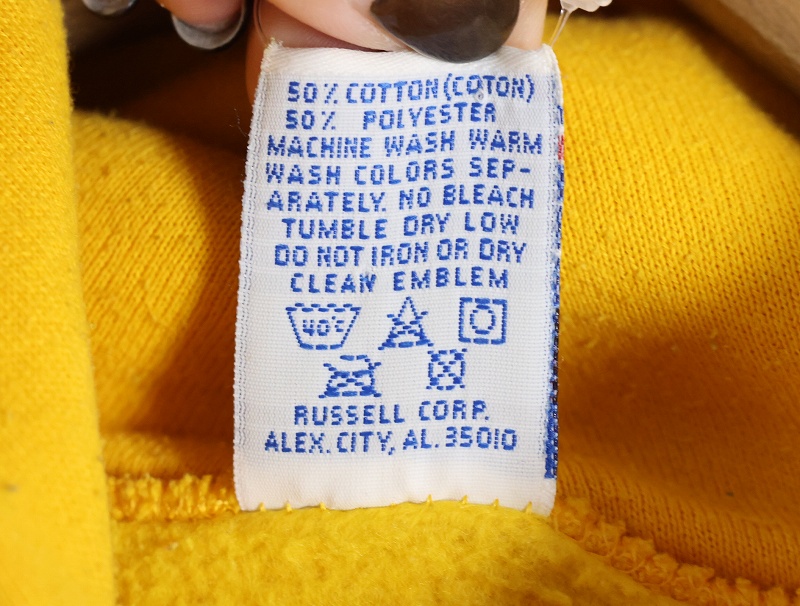 50% COTTON (COTON)
50% POLYESTER
MACHINE WASH WARM
WASH COLORS SEP-
ARATELY. NO BLEACH
TUMBLE DRY LOW
DO NOT IRON OR DRY
CLEAN EMBLEM
40°C
RUSSELL CORP.
ALEX. CITY, AL. 35010